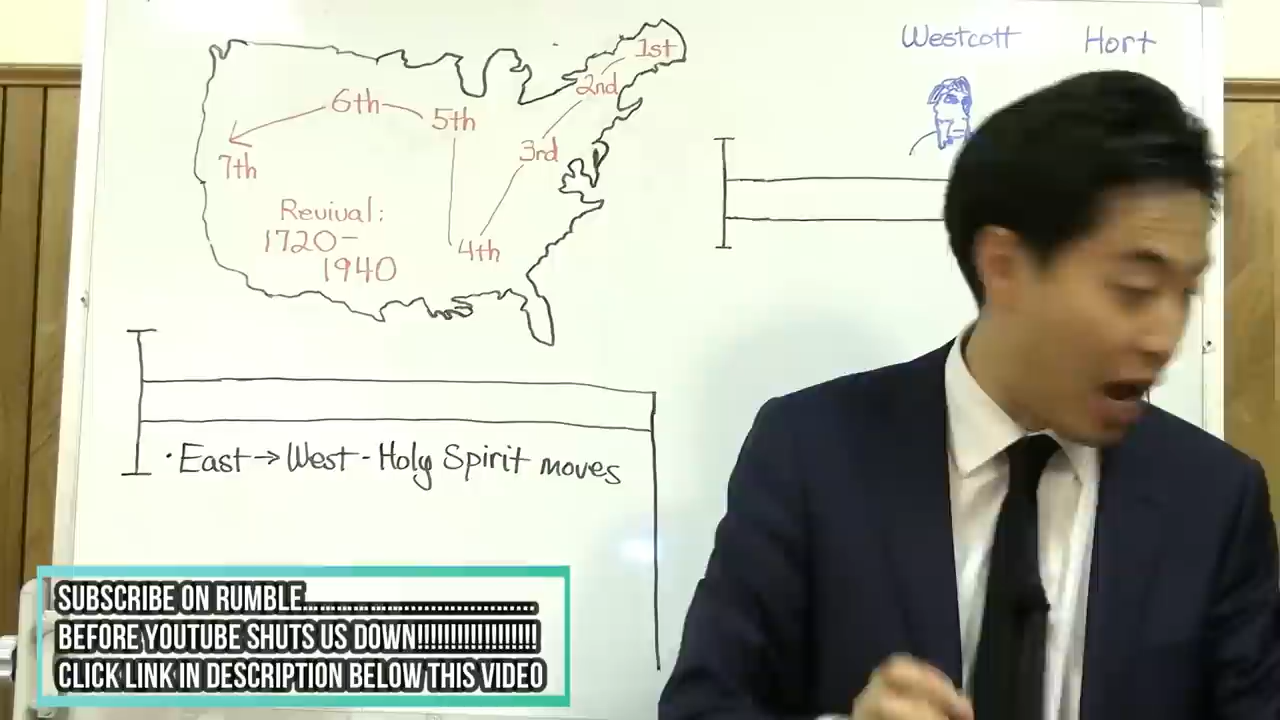 Westcott Hort
1st
2nd
6th
5th
3rd
7th
Revival:
1720-
1940
4th
· East → West - Holy Spirit moves
SUBSCRIBE ON RUMBLE.......................................
BEFORE YOUTUBE SHUTS US DOWN!!!!!!!!!!!!!!!!!!!
CLICK LINK IN DESCRIPTION BELOW THIS VIDEO